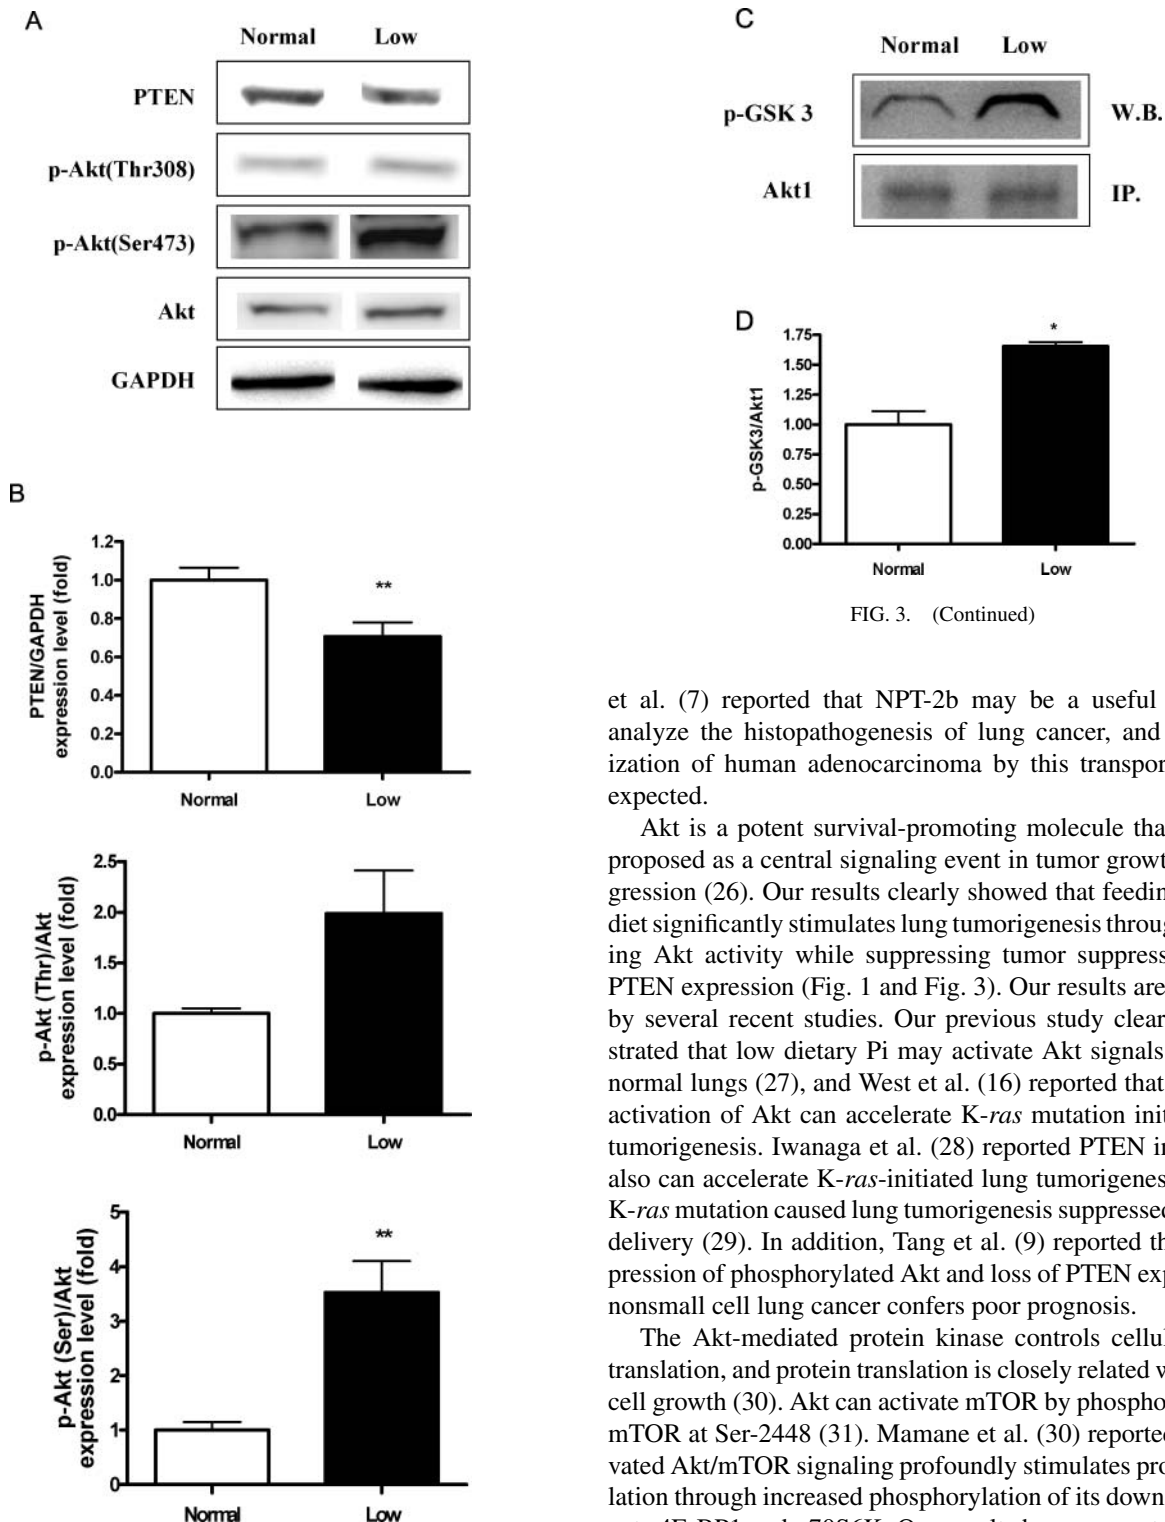 A
Normal Low
PTEN
p-Akt(Thr308)
p-Akt(Ser473)
Akt
GAPDH
B
PTEN/GAPDH
expression level (fold)
1.2
1.0
0.8
0.6
0.4
0.2
0.0
**
Normal Low
p-Akt (Thr)/Akt
expression level (fold)
2.5
2.0
1.5
1.0
0.5
0.0
Normal Low
p-Akt (Ser)/Akt
expression level (fold)
5
4
3
2
1
0
**
Normal Low
C
Normal Low
p-GSK 3 W.B.
Akt1 IP.
D
p-GSK3/Akt1
1.75
1.50
1.25
1.00
0.75
0.50
0.25
0.00
*
Normal Low
FIG. 3. (Continued)
et al. (7) reported that NPT-2b may be a useful
analyze the histopathogenesis of lung cancer, and
ization of human adenocarcinoma by this transpor
expected.
Akt is a potent survival-promoting molecule tha
proposed as a central signaling event in tumor growt
gression (26). Our results clearly showed that feedin
diet significantly stimulates lung tumorigenesis throug
ing Akt activity while suppressing tumor suppress
PTEN expression (Fig. 1 and Fig. 3). Our results are
by several recent studies. Our previous study clear
strated that low dietary Pi may activate Akt signals
normal lungs (27), and West et al. (16) reported that
activation of Akt can accelerate K-ras mutation init
tumorigenesis. Iwanaga et al. (28) reported PTEN in
also can accelerate K-ras-initiated lung tumorigenes
K-ras mutation caused lung tumorigenesis suppressed
delivery (29). In addition, Tang et al. (9) reported th
pression of phosphorylated Akt and loss of PTEN exp
nonsmall cell lung cancer confers poor prognosis.
The Akt-mediated protein kinase controls cellul
translation, and protein translation is closely related w
cell growth (30). Akt can activate mTOR by phospho
mTOR at Ser-2448 (31). Mamane et al. (30) reported
vated Akt/mTOR signaling profoundly stimulates pro
lation through increased phosphorylation of its down